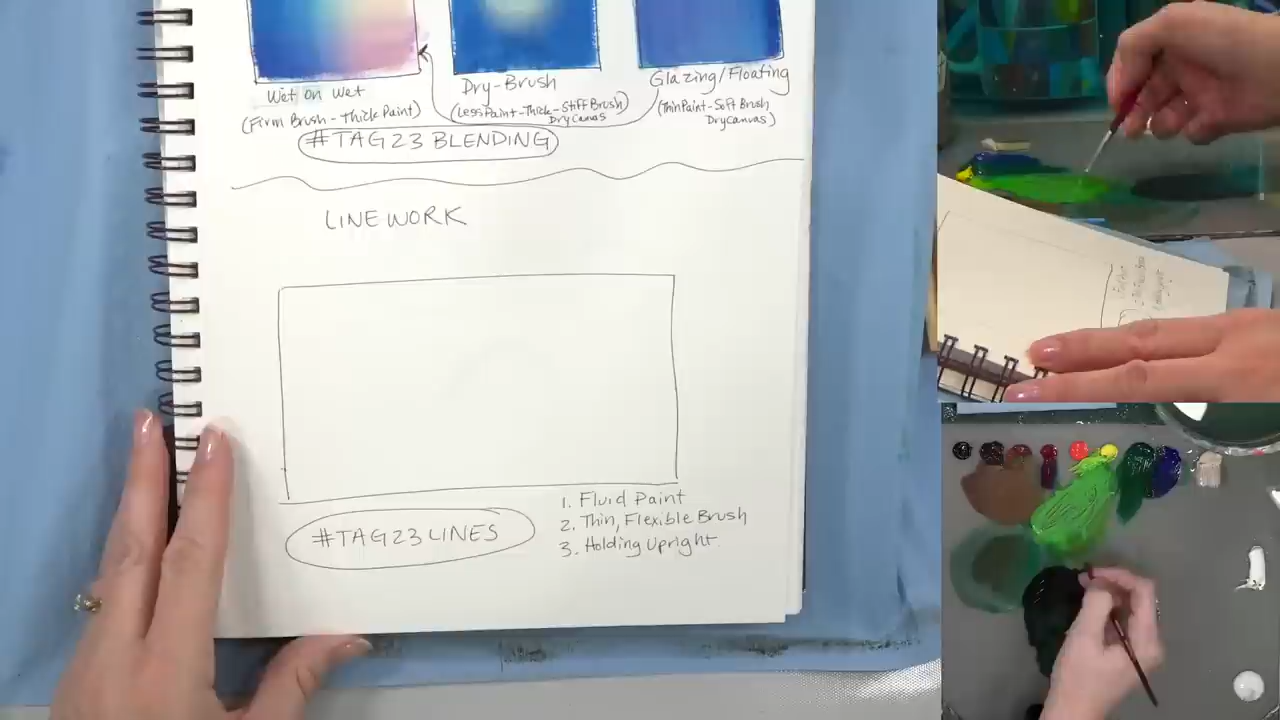 Wet on Wet
(Firm Brush - Thick Paint)
Dry-Brush
(Less Paint - Thick - Stiff Brush
Dry Canas
Glazing/Floating
(Thin Paint - Soft Brush
Dry Canvas)
#TAG23 BLENDING
LINE WORK
#TAG23 LINES
1. Fluid Paint
2. Thin, Flexible Brush
3. Holding Upright